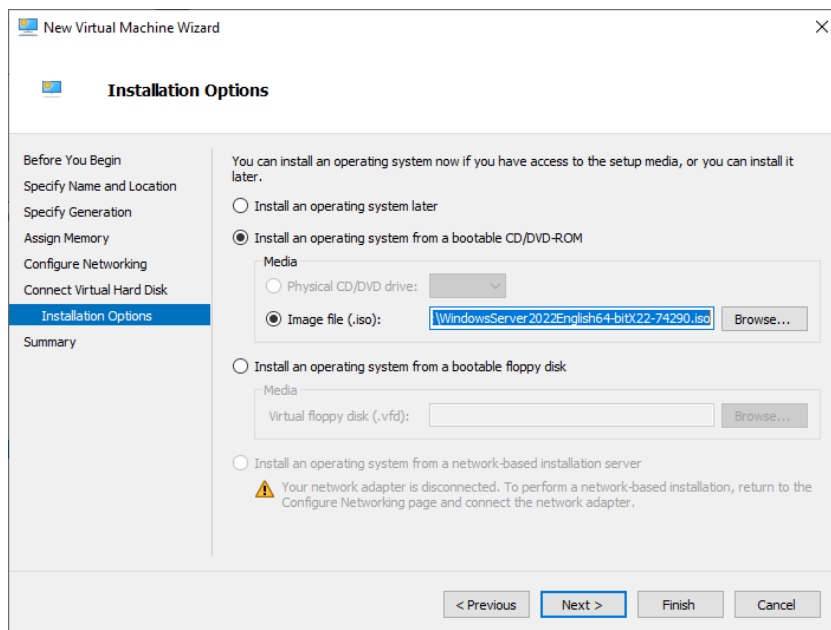 New Virtual Machine Wizard
Installation Options
Before You Begin
Specify Name and Location
Specify Generation
Assign Memory
Configure Networking
Connect Virtual Hard Disk
Installation Options
Summary
You can install an operating system now if you have access to the setup media, or you can install it
later.
Install an operating system later
Install an operating system from a bootable CD/DVD-ROM
Media
Physical CD/DVD drive:
Image file (.iso):
\WindowsServer2022English64-bitX22-74290.iso
Browse...
Install an operating system from a bootable floppy disk
Media
Virtual floppy disk (.vfd):
Browse...
Install an operating system from a network-based installation server
Your network adapter is disconnected. To perform a network-based installation, return to the
Configure Networking page and connect the network adapter.
< Previous
Next >
Finish
Cancel